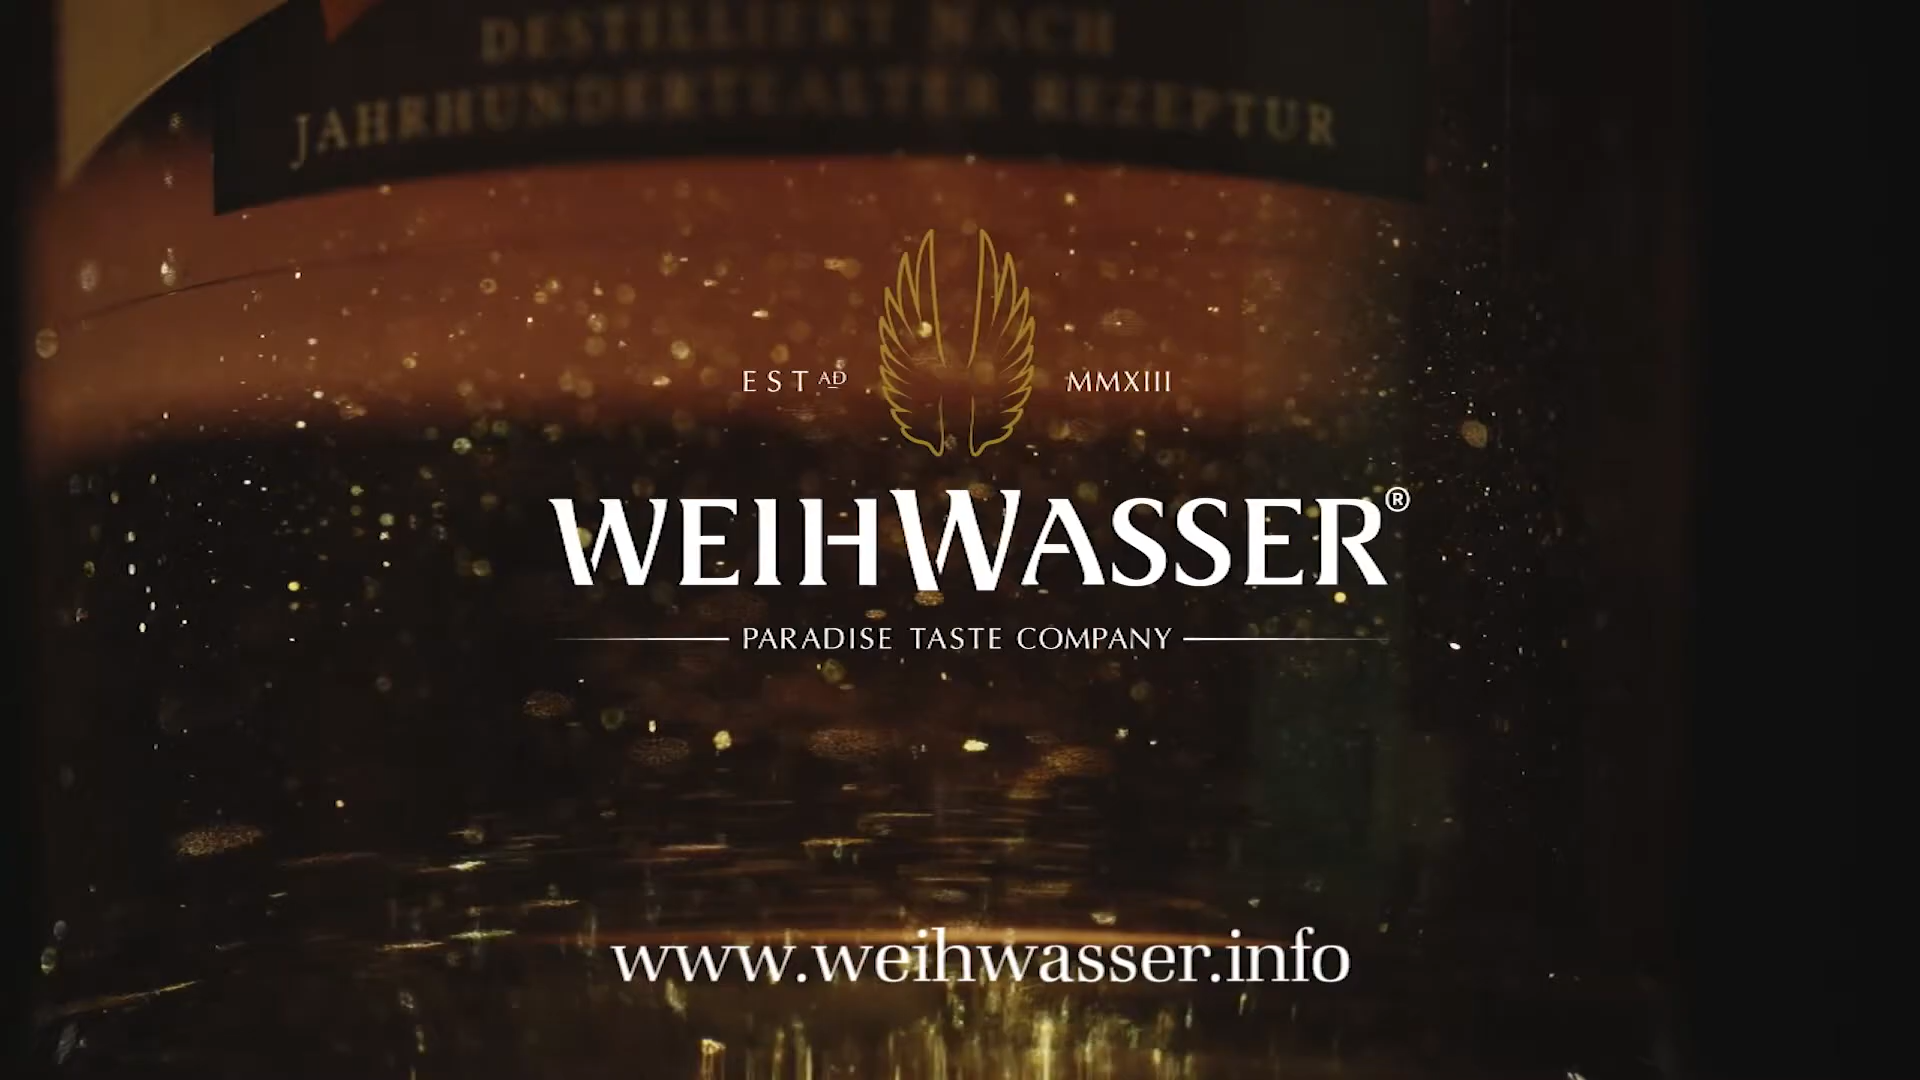 DESTILLIERT NACH
JAHRHUNDERTEALTER REZEPTUR
EST AD MMXIII
WEIHWASSER®
PARADISE TASTE COMPANY
www.weihwasser.info